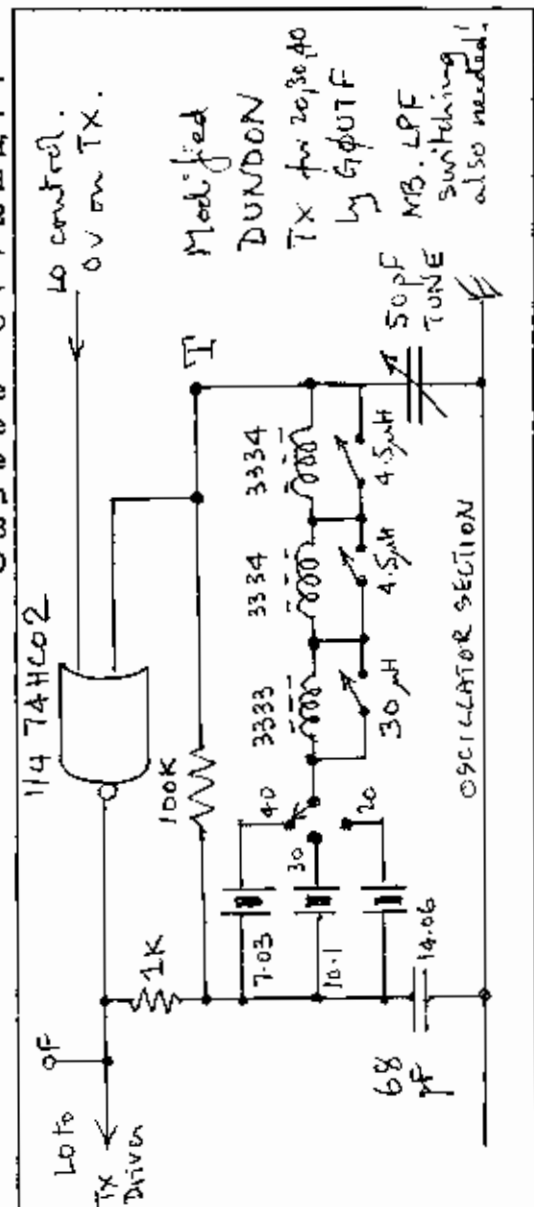 LO control.
0V on TX.
Modified
DUNDON
TX for 20,30,40
by GØUTF
NB. LPF
switching
also needed!
1/4 74HC02
T
100K
1K
F
LO to
TX
Driver
40
30
20
7.03
10.1
14.06
3333
3334
3334
30µH
4.5µH
4.5µH
50pF
TUNE
68
pF
OSCILLATOR SECTION